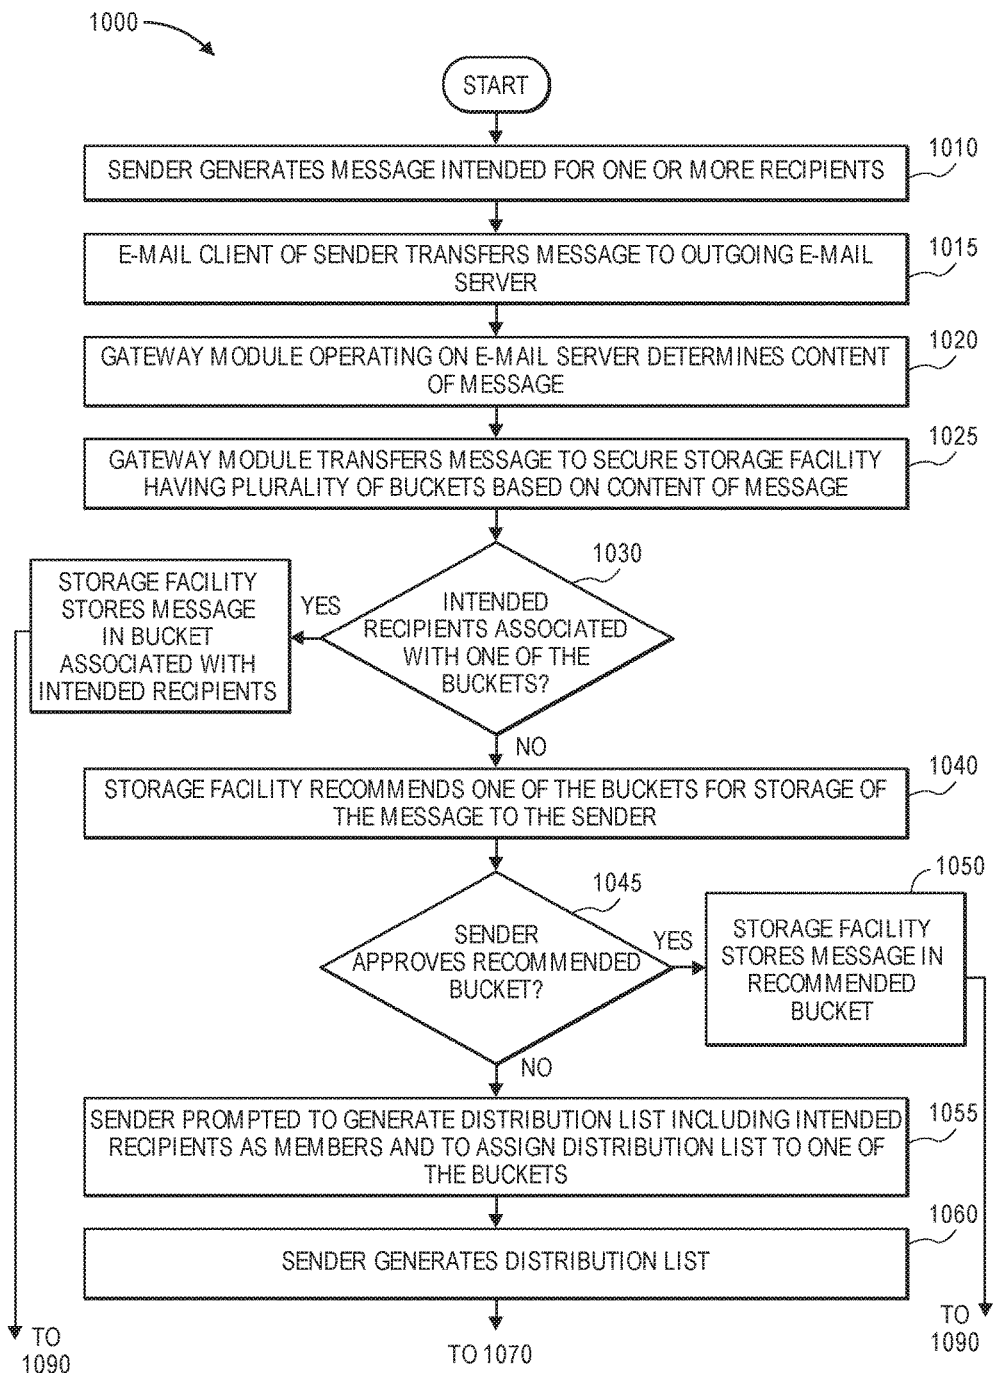 1000
START
1010
SENDER GENERATES MESSAGE INTENDED FOR ONE OR MORE RECIPIENTS
1015
E-MAIL CLIENT OF SENDER TRANSFERS MESSAGE TO OUTGOING E-MAIL
SERVER
1020
GATEWAY MODULE OPERATING ON E-MAIL SERVER DETERMINES CONTENT
OF MESSAGE
1025
GATEWAY MODULE TRANSFERS MESSAGE TO SECURE STORAGE FACILITY
HAVING PLURALITY OF BUCKETS BASED ON CONTENT OF MESSAGE
1030
INTENDED
RECIPIENTS ASSOCIATED
WITH ONE OF THE
BUCKETS?
YES
STORAGE FACILITY
STORES MESSAGE
IN BUCKET
ASSOCIATED WITH
INTENDED RECIPIENTS
NO
1040
STORAGE FACILITY RECOMMENDS ONE OF THE BUCKETS FOR STORAGE OF
THE MESSAGE TO THE SENDER
1045
SENDER
APPROVES RECOMMENDED
BUCKET?
YES
1050
STORAGE FACILITY
STORES MESSAGE IN
RECOMMENDED
BUCKET
NO
1055
SENDER PROMPTED TO GENERATE DISTRIBUTION LIST INCLUDING INTENDED
RECIPIENTS AS MEMBERS AND TO ASSIGN DISTRIBUTION LIST TO ONE OF
THE BUCKETS
1060
SENDER GENERATES DISTRIBUTION LIST
TO
1090
TO 1070
TO
1090